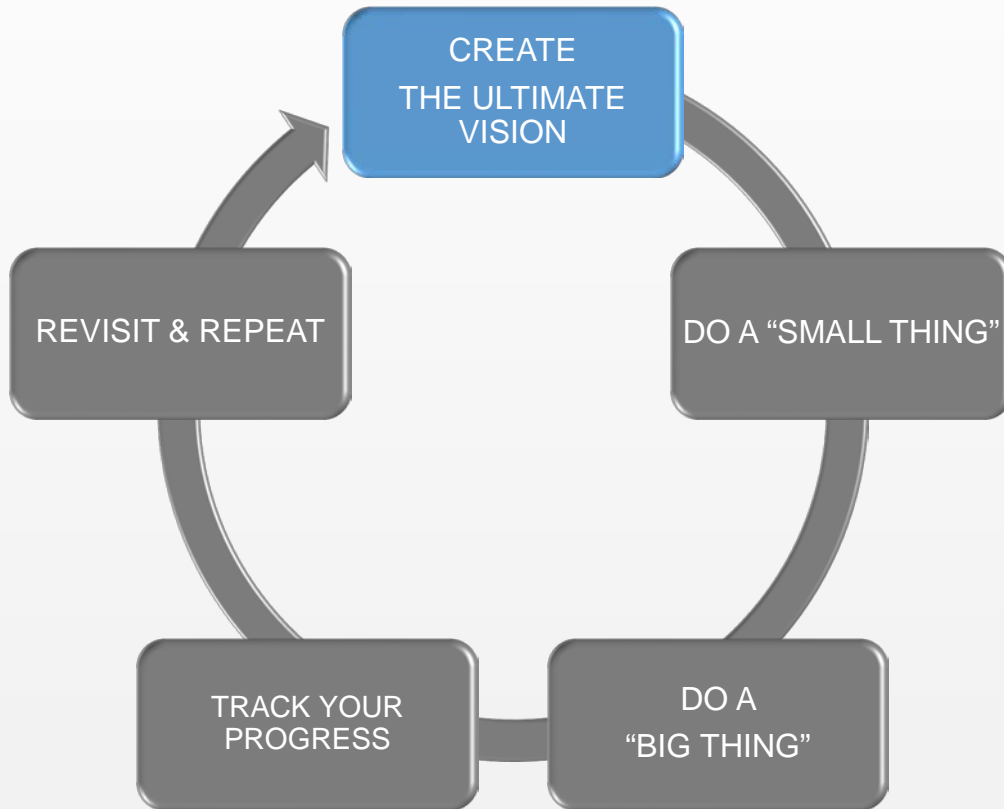 CREATE
THE ULTIMATE
VISION
DO A “SMALL THING”
DO A
“BIG THING”
TRACK YOUR
PROGRESS
REVISIT & REPEAT